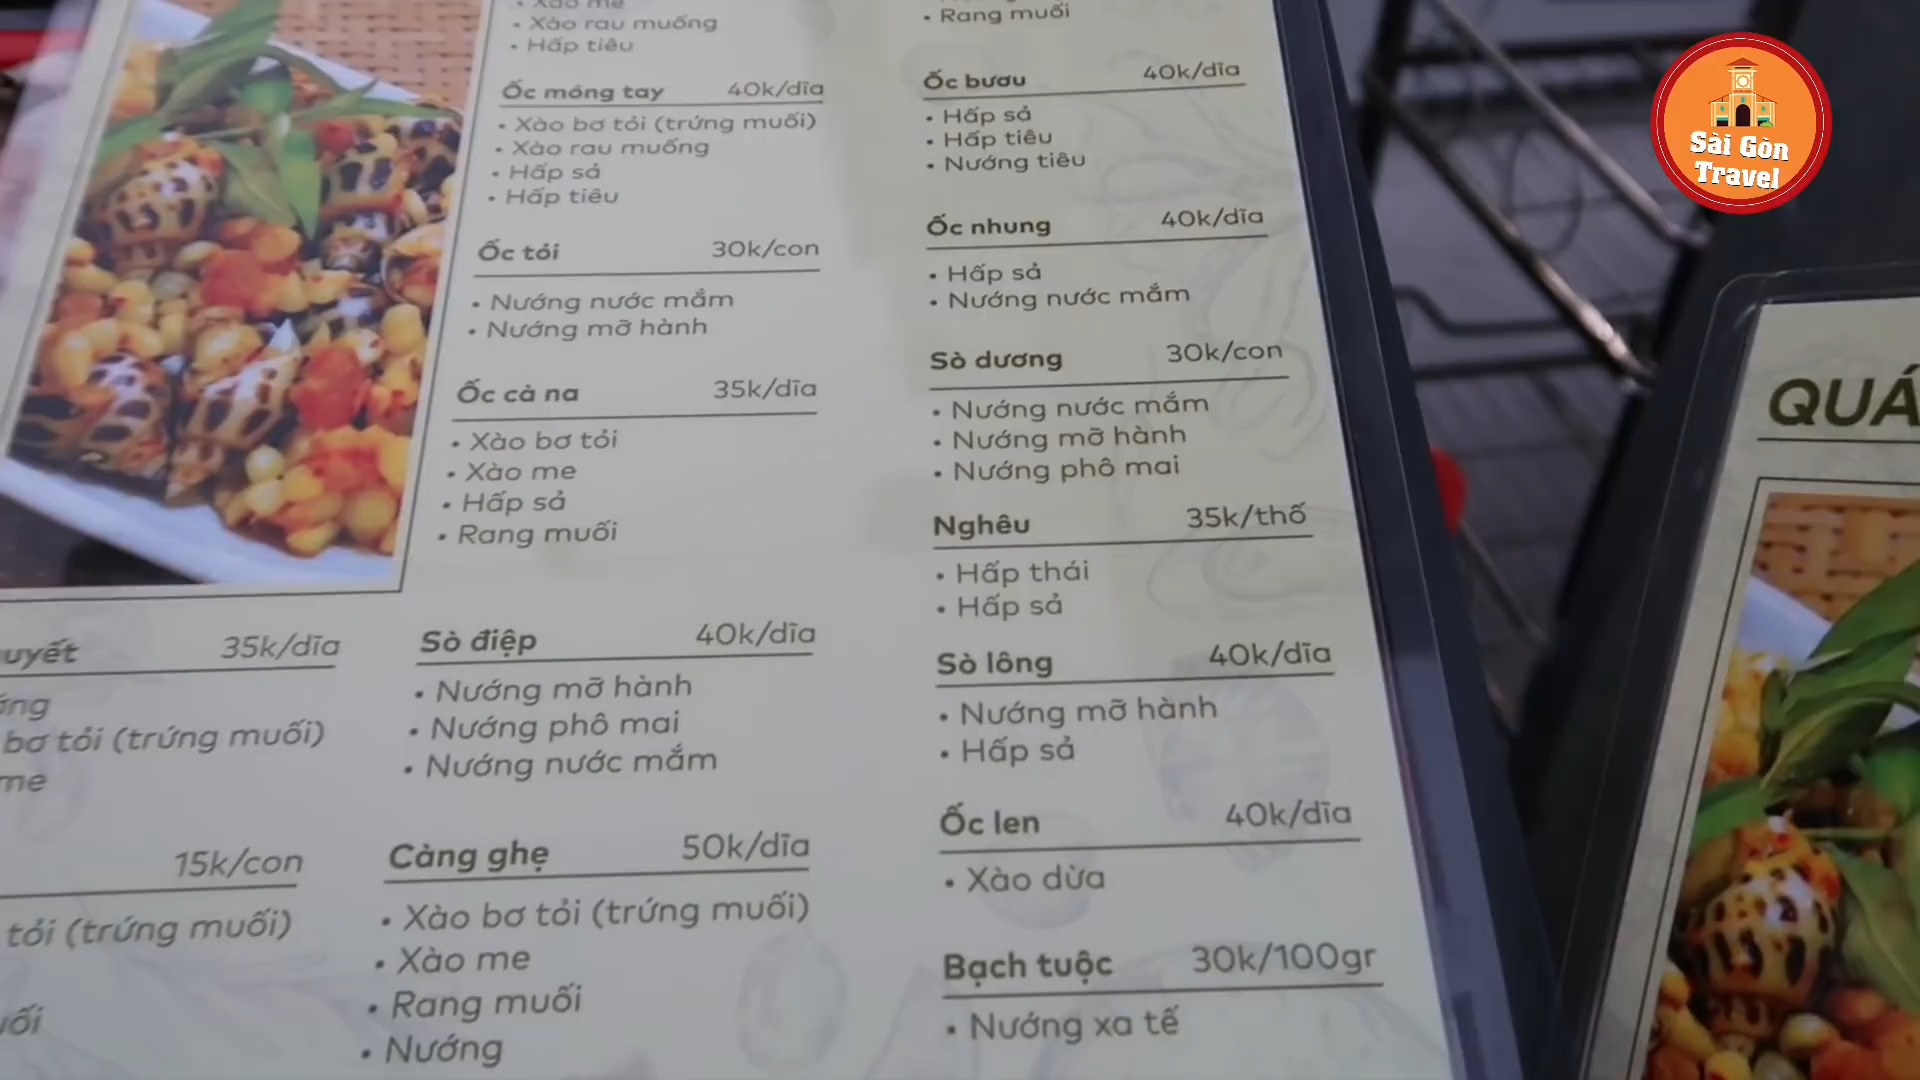 Xào me
• Xào rau muống
• Hấp tiêu
Ốc móng tay 40k/dĩa
• Xào bơ tỏi (trứng muối)
• Xào rau muống
• Hấp sả
• Hấp tiêu
Ốc tỏi 30k/con
• Nướng nước mắm
• Nướng mỡ hành
Ốc cà na 35k/dĩa
• Xào bơ tỏi
• Xào me
• Hấp sả
• Rang muối
• Rang muối
Ốc bươu 40k/dĩa
• Hấp sả
• Hấp tiêu
• Nướng tiêu
Ốc nhung 40k/dĩa
• Hấp sả
• Nướng nước mắm
Sò dương 30k/con
• Nướng nước mắm
• Nướng mỡ hành
• Nướng phô mai
Nghêu 35k/thố
• Hấp thái
• Hấp sả
Sò lông 40k/dĩa
• Nướng mỡ hành
• Hấp sả
Ốc len 40k/dĩa
• Xào dừa
Bạch tuộc 30k/100gr
• Nướng xa tế
uyết 35k/dĩa
bơ tỏi (trứng muối)
me
15k/con
tỏi (trứng muối)
Sò điệp 40k/dĩa
• Nướng mỡ hành
• Nướng phô mai
• Nướng nước mắm
Càng ghẹ 50k/dĩa
• Xào bơ tỏi (trứng muối)
• Xào me
• Rang muối
• Nướng
QUÁ
Sài Gòn
Travel